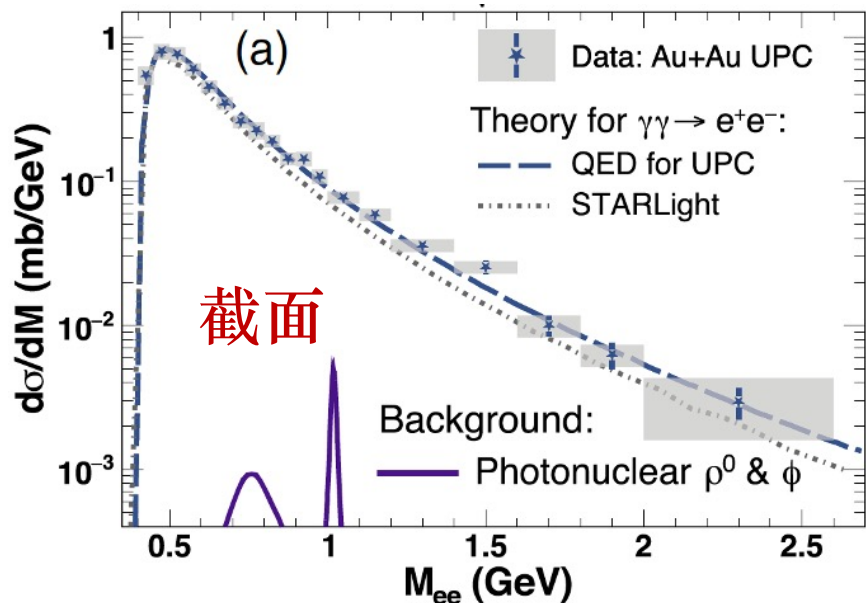 (a)
Data: Au+Au UPC
Theory for γγ→ e⁺e⁻:
QED for UPC
STARLight
截面
Background:
Photonuclear ρ⁰ & ϕ
dσ/dM (mb/GeV)
1
10⁻¹
10⁻²
10⁻³
0.5 1 1.5 2 2.5
Mₑₑ (GeV)